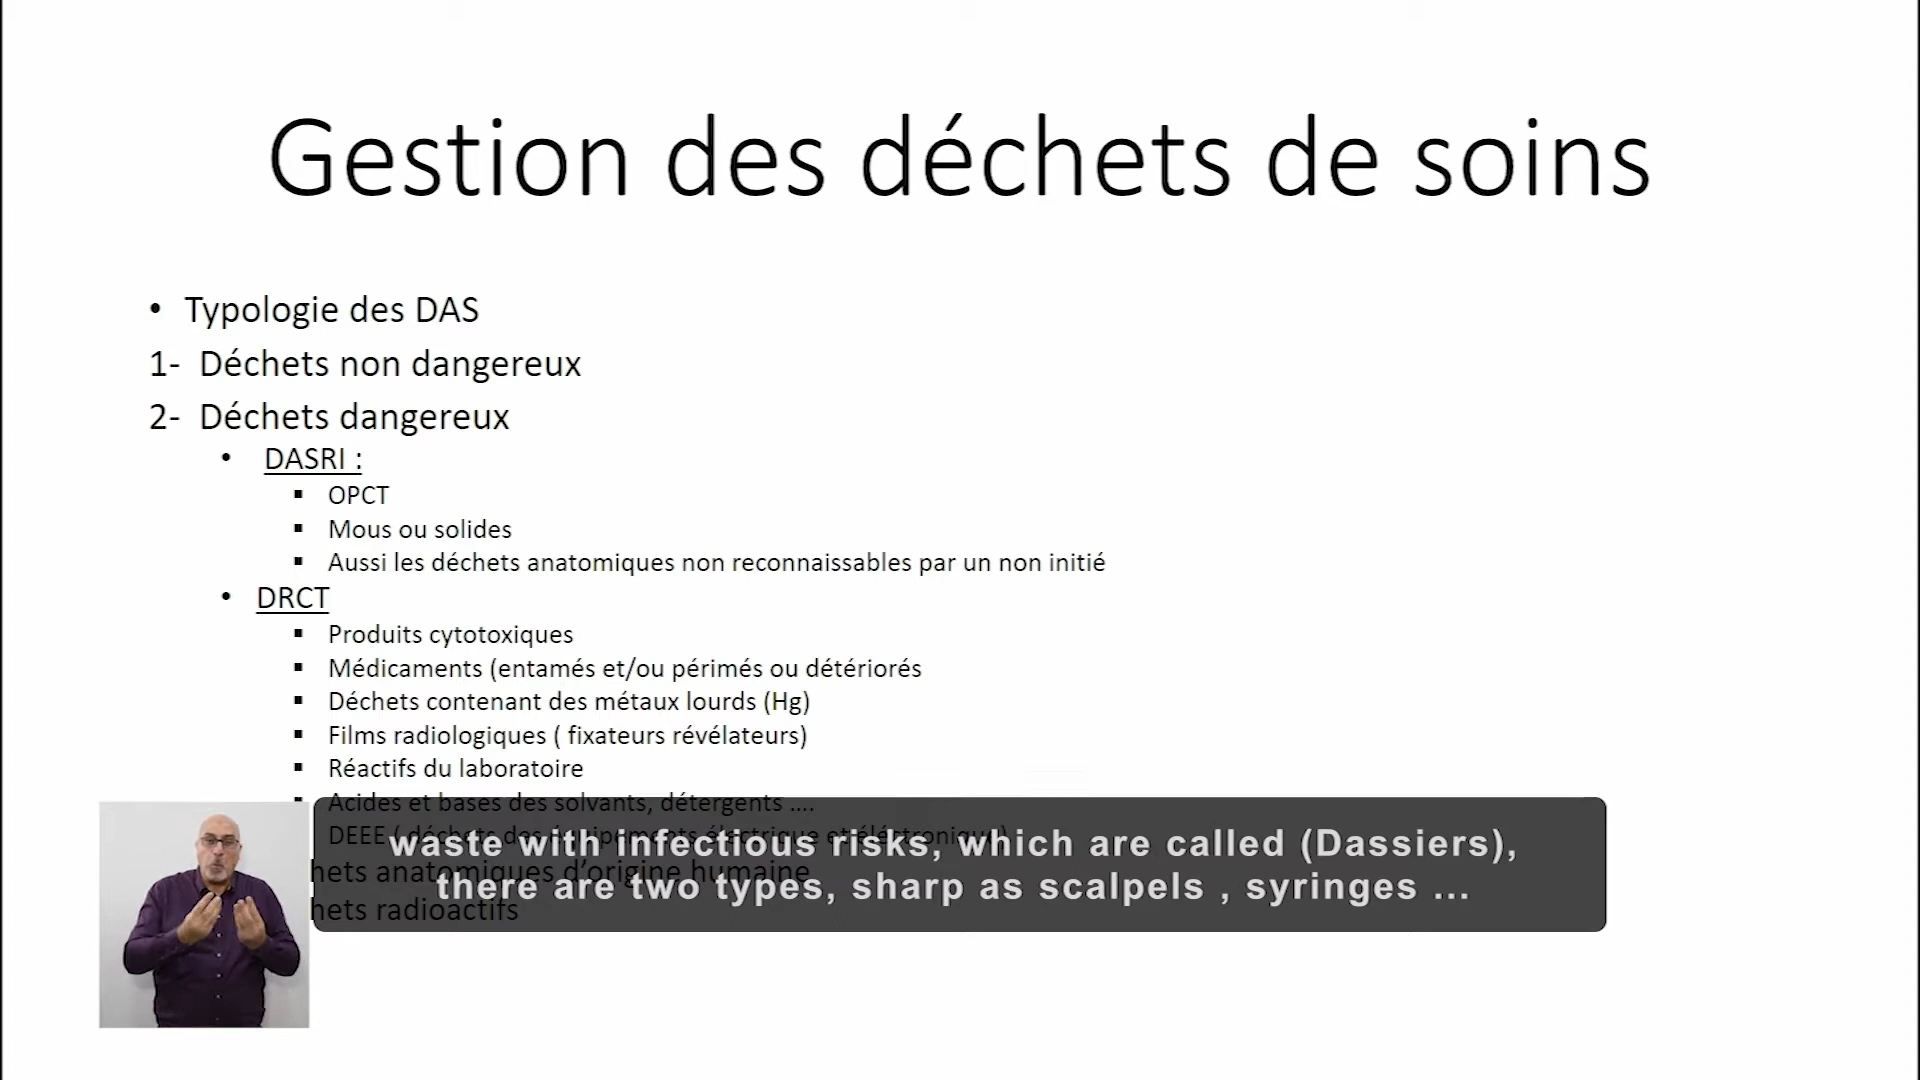 Gestion des déchets de soins
• Typologie des DAS
1- Déchets non dangereux
2- Déchets dangereux
• DASRI :
▪ OPCT
▪ Mous ou solides
▪ Aussi les déchets anatomiques non reconnaissables par un non initié
• DRCT
▪ Produits cytotoxiques
▪ Médicaments (entamés et/ou périmés ou détériorés
▪ Déchets contenant des métaux lourds (Hg)
▪ Films radiologiques ( fixateurs révélateurs)
▪ Réactifs du laboratoire
▪ Acides et bases des solvants, détergents ....
DEEE ( déchets des équipements électrique et éléctronique)
hets anatomiques d'origine humaine
hets radioactifs
waste with infectious risks, which are called (Dassiers),
there are two types, sharp as scalpels , syringes ...